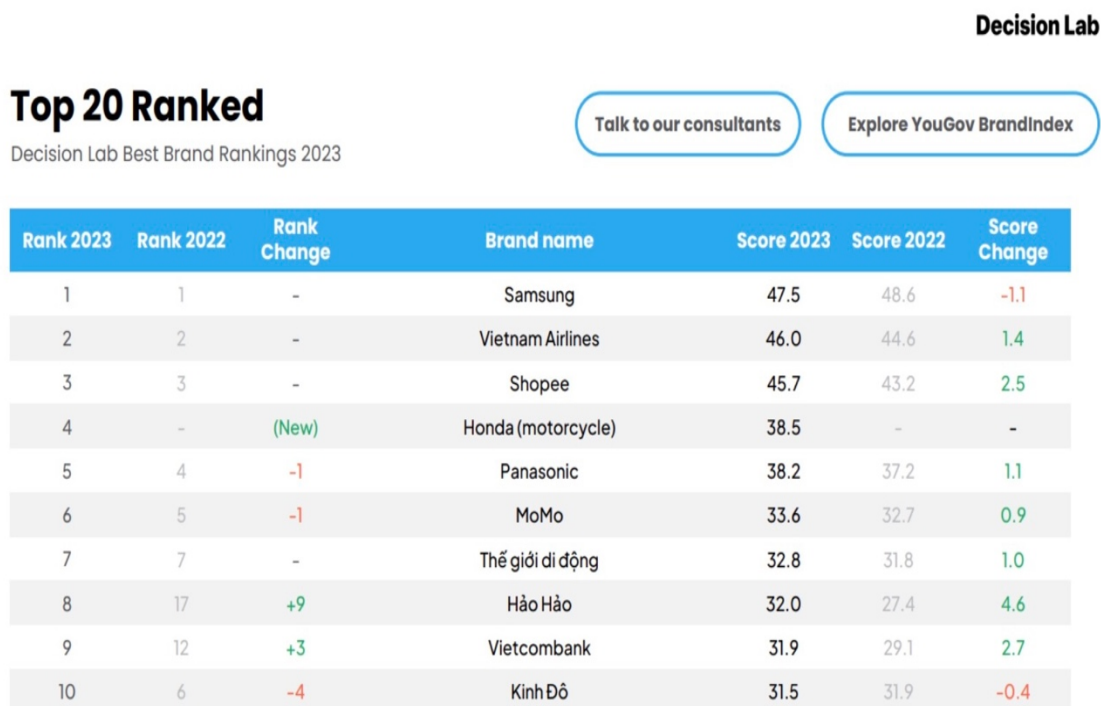 Decision Lab
Top 20 Ranked
Talk to our consultants Explore YouGov BrandIndex
Decision Lab Best Brand Rankings 2023
Rank 2023 Rank 2022 Rank Change Brand name Score 2023 Score 2022 Score Change
1 1 - Samsung 47.5 48.6 -1.1
2 2 - Vietnam Airlines 46.0 44.6 1.4
3 3 - Shopee 45.7 43.2 2.5
4 - (New) Honda (motorcycle) 38.5 - -
5 4 -1 Panasonic 38.2 37.2 1.1
6 5 -1 MoMo 33.6 32.7 0.9
7 7 - Thế giới di động 32.8 31.8 1.0
8 17 +9 Hảo Hảo 32.0 27.4 4.6
9 12 +3 Vietcombank 31.9 29.1 2.7
10 6 -4 Kinh Đô 31.5 31.9 -0.4